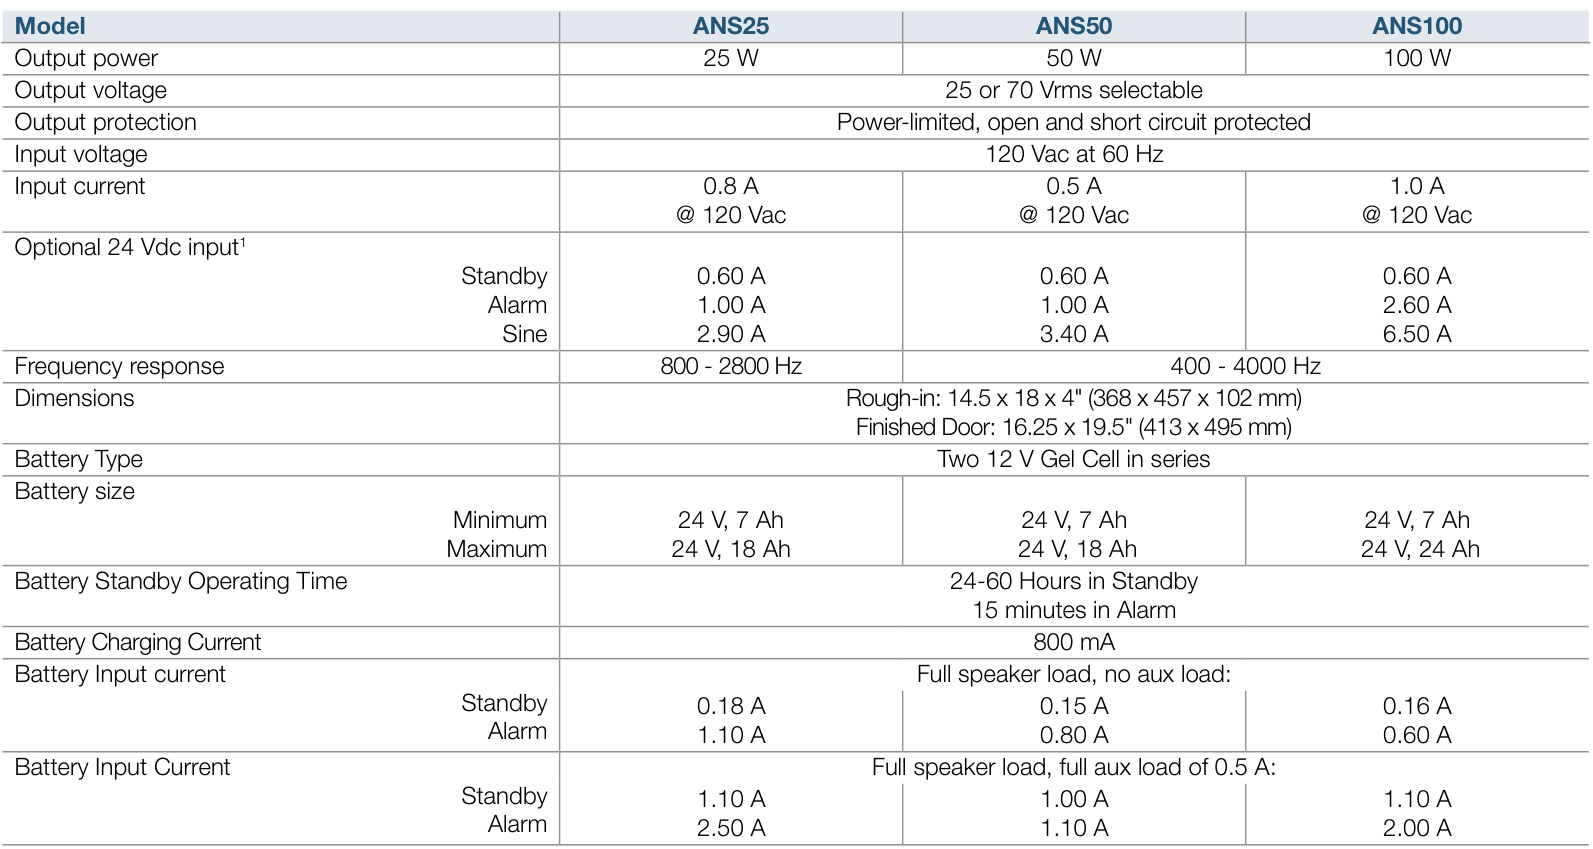 Model ANS25 ANS50 ANS100
Output power 25 W 50 W 100 W
Output voltage 25 or 70 Vrms selectable
Output protection Power-limited, open and short circuit protected
Input voltage 120 Vac at 60 Hz
Input current 0.8 A 0.5 A 1.0 A
@ 120 Vac @ 120 Vac @ 120 Vac
Optional 24 Vdc input¹
Standby 0.60 A 0.60 A 0.60 A
Alarm 1.00 A 1.00 A 2.60 A
Sine 2.90 A 3.40 A 6.50 A
Frequency response 800 - 2800 Hz 400 - 4000 Hz
Dimensions Rough-in: 14.5 x 18 x 4" (368 x 457 x 102 mm)
Finished Door: 16.25 x 19.5" (413 x 495 mm)
Battery Type Two 12 V Gel Cell in series
Battery size
Minimum 24 V, 7 Ah 24 V, 7 Ah 24 V, 7 Ah
Maximum 24 V, 18 Ah 24 V, 18 Ah 24 V, 24 Ah
Battery Standby Operating Time 24-60 Hours in Standby
15 minutes in Alarm
Battery Charging Current 800 mA
Battery Input current Full speaker load, no aux load:
Standby 0.18 A 0.15 A 0.16 A
Alarm 1.10 A 0.80 A 0.60 A
Battery Input Current Full speaker load, full aux load of 0.5 A:
Standby 1.10 A 1.00 A 1.10 A
Alarm 2.50 A 1.10 A 2.00 A